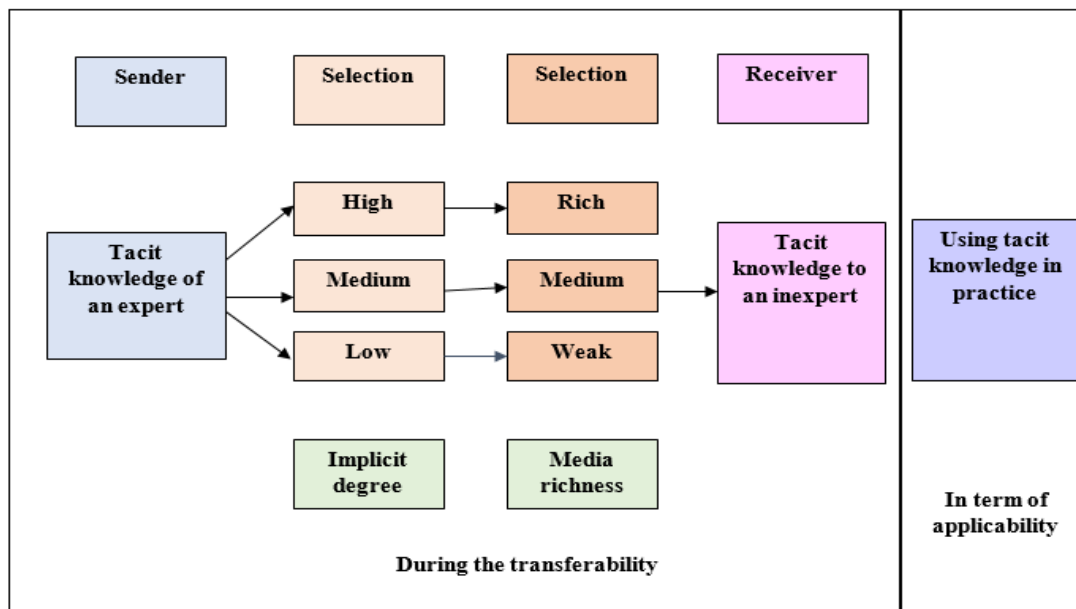 Sender
Selection
Selection
Receiver
High
Rich
Tacit
knowledge of
an expert
Medium
Medium
Low
Weak
Tacit
knowledge to
an inexpert
Using tacit
knowledge in
practice
Implicit
degree
Media
richness
In term of
applicability
During the transferability